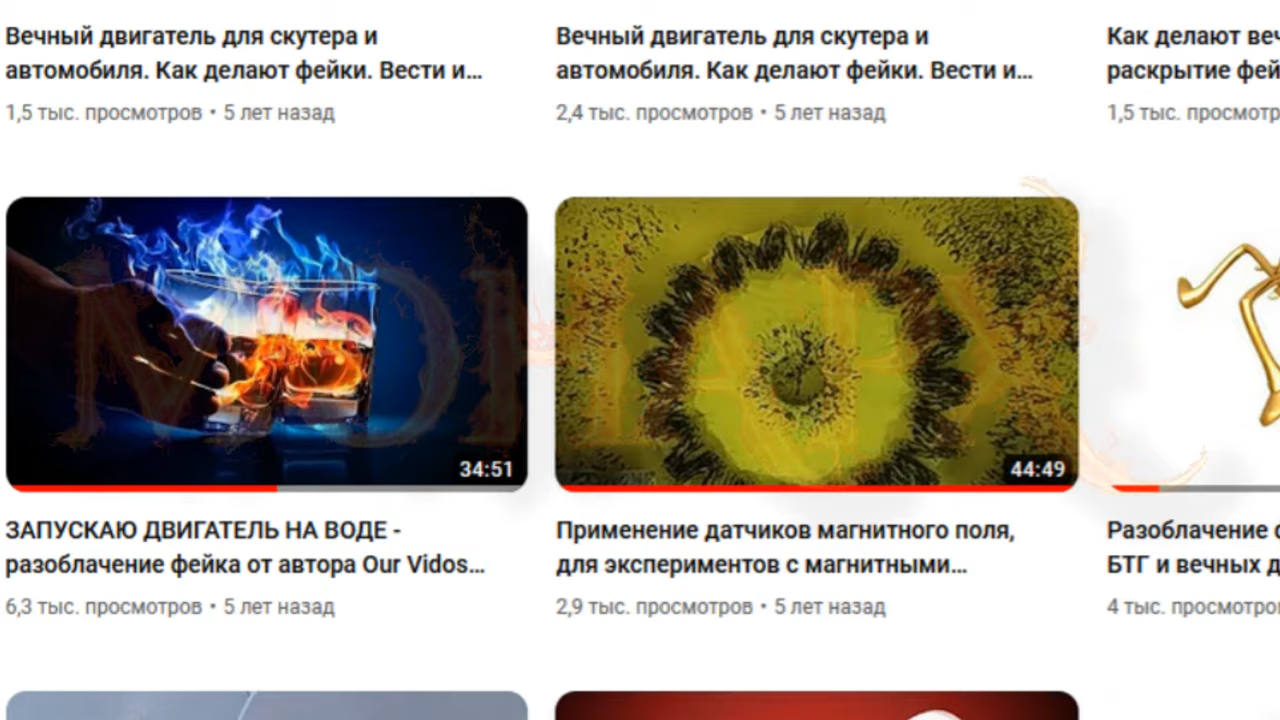 Вечный двигатель для скутера и
автомобиля. Как делают фейки. Вести и...
1,5 тыс. просмотров • 5 лет назад
Вечный двигатель для скутера и
автомобиля. Как делают фейки. Вести и...
2,4 тыс. просмотров • 5 лет назад
Как делают
раскрытие
1,5 тыс.
34:51
44:49
ЗАПУСКАЮ ДВИГАТЕЛЬ НА ВОДЕ -
разоблачение фейка от автора Our Vidos...
6,3 тыс. просмотров • 5 лет назад
Применение датчиков магнитного поля,
для экспериментов с магнитными...
2,9 тыс. просмотров • 5 лет назад
Разоблачение
БТГ и вечных
4 тыс.